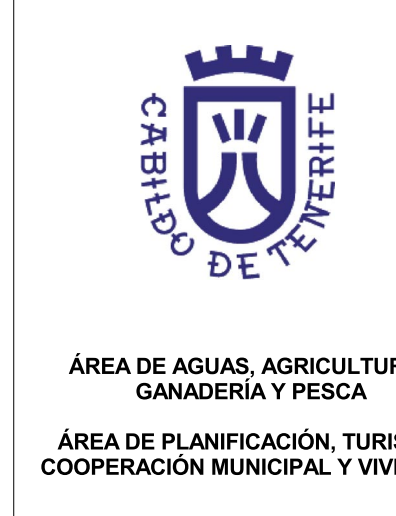 CABILDO DE TENERIFE
ÁREA DE AGUAS, AGRICULTUR
GANADERÍA Y PESCA
ÁREA DE PLANIFICACIÓN, TURIS
COOPERACIÓN MUNICIPAL Y VIVI